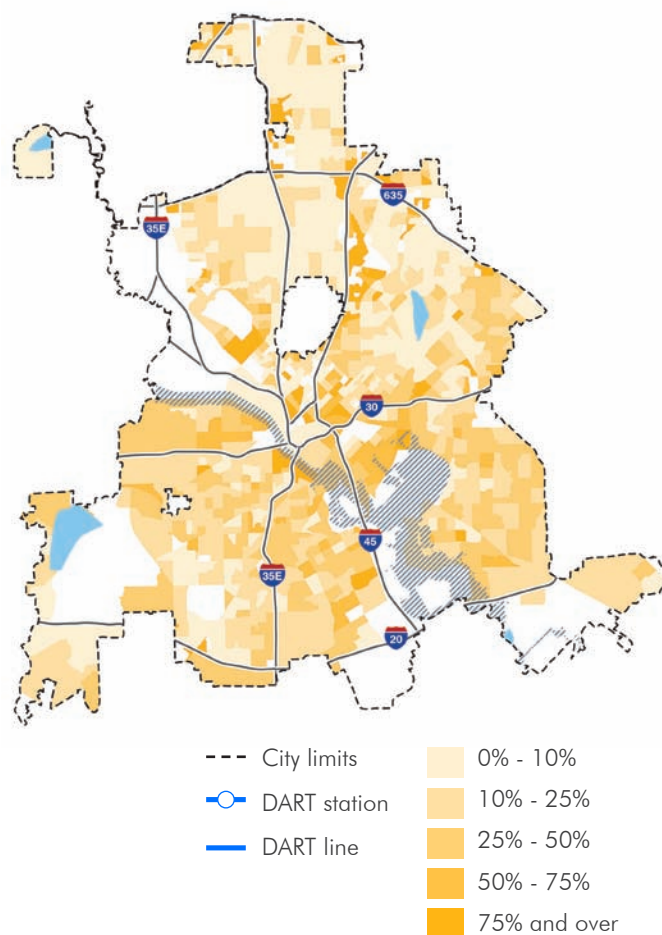 635
35E
30
45
35E
20
City limits
DART station
DART line
0% - 10%
10% - 25%
25% - 50%
50% - 75%
75% and over